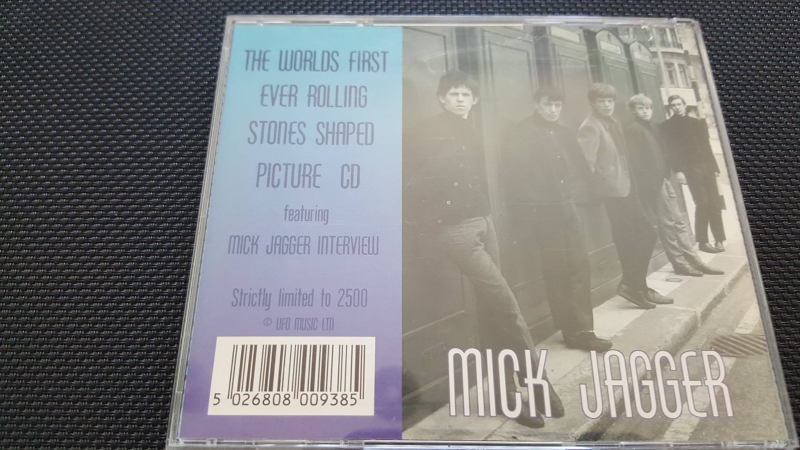 THE WORLDS FIRST
EVER ROLLING
STONES SHAPED
PICTURE CD
featuring
MICK JAGGER INTERVIEW
Strictly limited to 2500
© UFO MUSIC LTD
5 026808 009385
MICK JAGGER